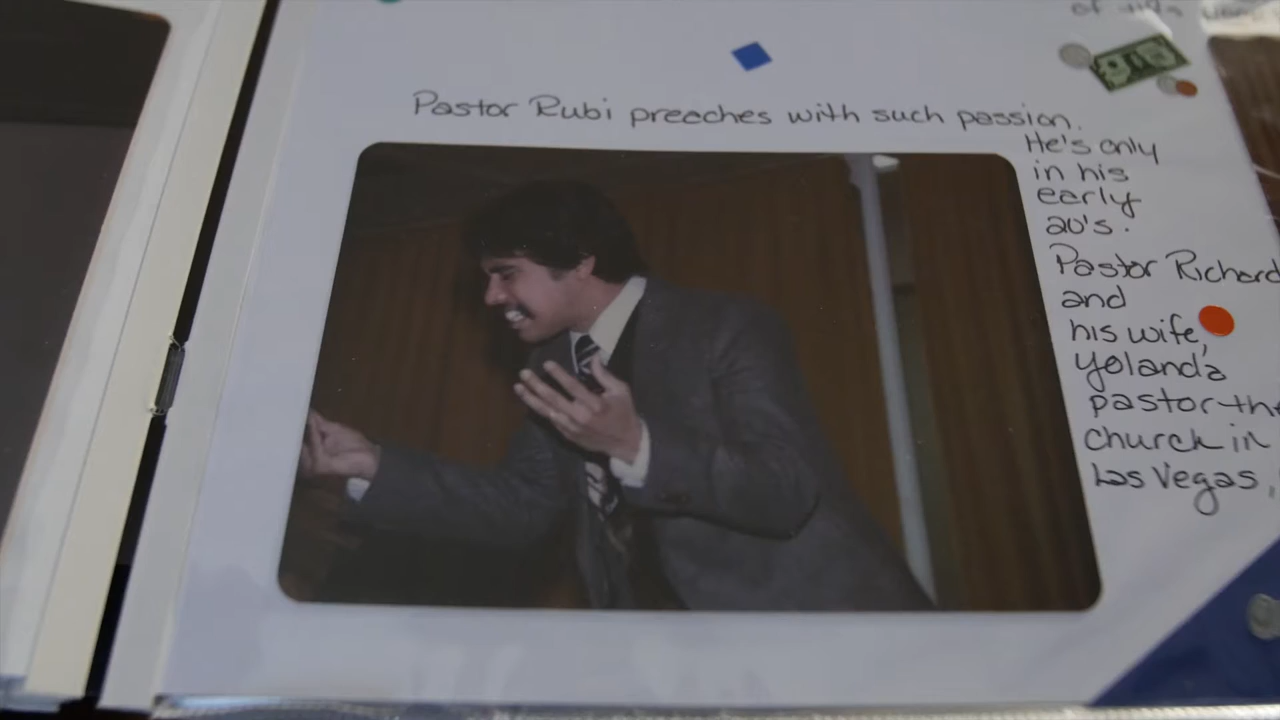 of
Pastor Rubi preaches with such passion.
He's only
in his
early
20's.
Pastor Richard
and
his wife,
Yolanda
pastor the
church in
Las Vegas,